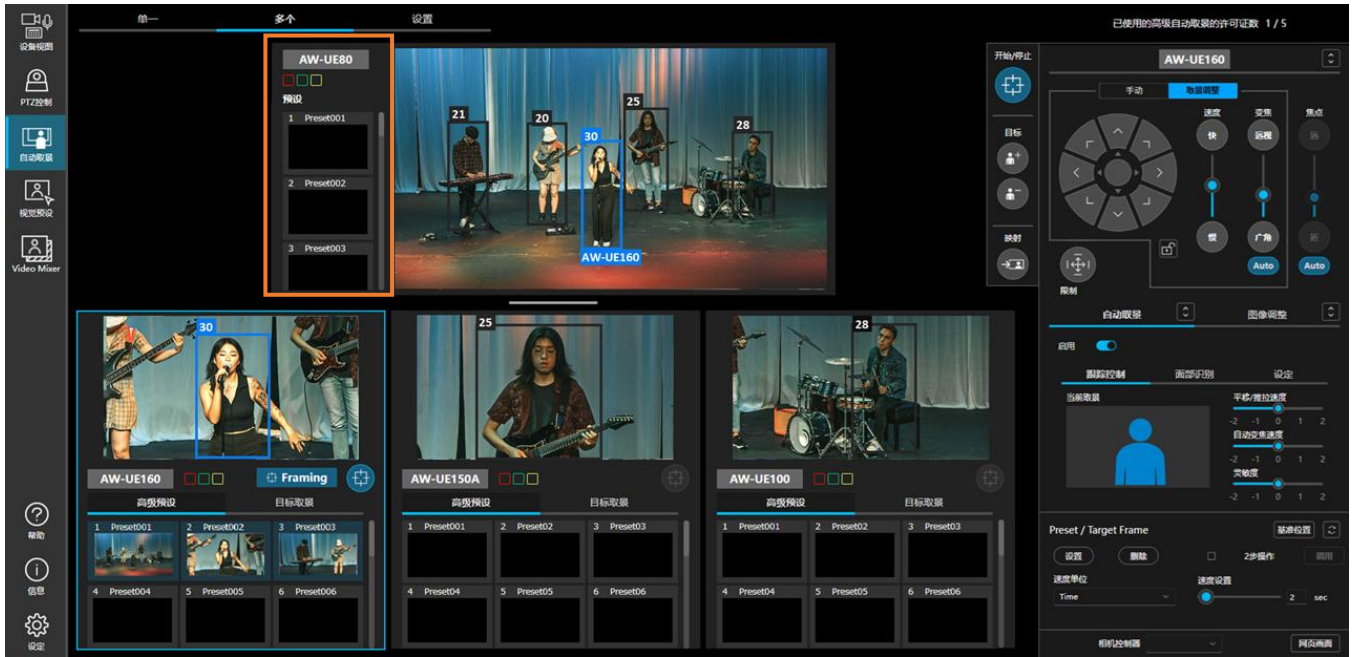 设备视图
PTZ控制
自动取景
视觉预设
Video Mixer
帮助
信息
设定
单一
多个
设置
已使用的高级自动取景的许可证数 1 / 5
AW-UE80
预设
1 Preset001
2 Preset002
3 Preset003
21
20
30
25
28
AW-UE160
开始/停止
目标
映射
30
AW-UE160
Framing
高级预设
目标取景
1 Preset001
2 Preset002
3 Preset003
4 Preset004
5 Preset005
6 Preset006
25
AW-UE150A
高级预设
目标取景
1 Preset001
2 Preset02
3 Preset03
4 Preset04
5 Preset05
6 Preset06
28
AW-UE100
高级预设
目标取景
1 Preset001
2 Preset02
3 Preset03
4 Preset04
5 Preset05
6 Preset06
AW-UE160
手动
取景调整
速度
变焦
焦点
快
远视
远
慢
广角
近
Auto
Auto
限制
自动取景
图像调整
启用
跟踪控制
面部识别
设定
当前取景
平移/推拉速度
-2 -1 0 1 2
自动变焦速度
-2 -1 0 1 2
灵敏度
-2 -1 0 1 2
Preset / Target Frame
基准位置
设置
删除
2步操作
调用
速度单位
速度设置
Time
2 sec
相机控制器
网页画面